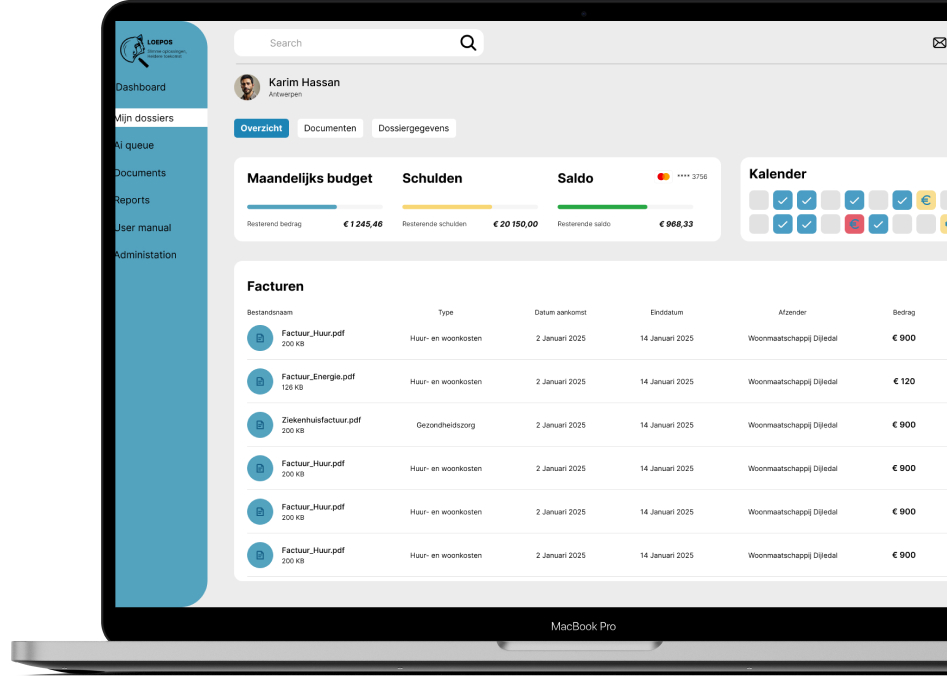 LOEPOS
Slimme oplossingen,
heldere toekomst.
Search
Dashboard
Mijn dossiers
Ai queue
Documents
Reports
User manual
Administation
Karim Hassan
Antwerpen
Overzicht
Documenten
Dossiergegevens
Maandelijks budget
Resterend bedrag € 1 245,46
Schulden
Resterende schulden € 20 150,00
Saldo
**** 3756
Resterende saldo € 968,33
Kalender
€
€
Facturen
Bestandsnaam Type Datum aankomst Einddatum Afzender Bedrag
Factuur_Huur.pdf
200 KB
Huur- en woonkosten 2 Januari 2025 14 Januari 2025 Woonmaatschappij Dijledal € 900
Factuur_Energie.pdf
126 KB
Huur- en woonkosten 2 Januari 2025 14 Januari 2025 Woonmaatschappij Dijledal € 120
Ziekenhuisfactuur.pdf
200 KB
Gezondheidszorg 2 Januari 2025 14 Januari 2025 Woonmaatschappij Dijledal € 900
Factuur_Huur.pdf
200 KB
Huur- en woonkosten 2 Januari 2025 14 Januari 2025 Woonmaatschappij Dijledal € 900
Factuur_Huur.pdf
200 KB
Huur- en woonkosten 2 Januari 2025 14 Januari 2025 Woonmaatschappij Dijledal € 900
Factuur_Huur.pdf
200 KB
Huur- en woonkosten 2 Januari 2025 14 Januari 2025 Woonmaatschappij Dijledal € 900
MacBook Pro